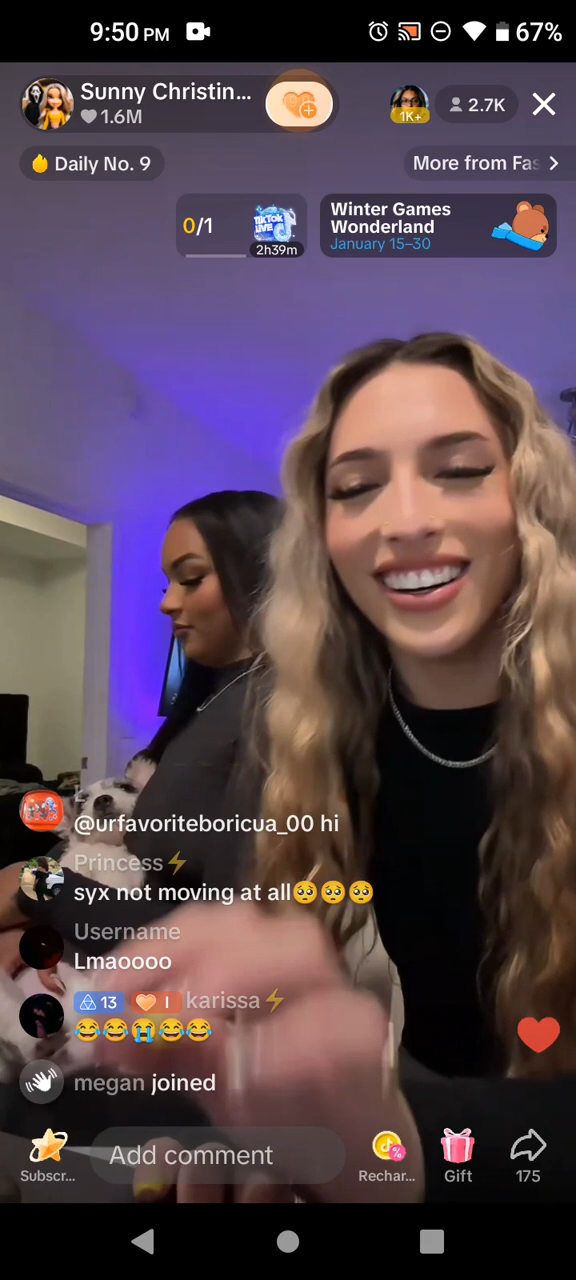 9:50 PM
67%
Sunny Christin...
1.6M
1K+
2.7K
Daily No. 9
More from Fas
0/1
TikTok LIVE
2h39m
Winter Games
Wonderland
January 15–30
L
@urfavoriteboricua_00 hi
Princess⚡
syx not moving at all🥺🥺🥺
Username
Lmaoooo
13 I karissa⚡
😂😂😭😂😂
megan joined
Subscr...
Add comment
Rechar...
Gift
175